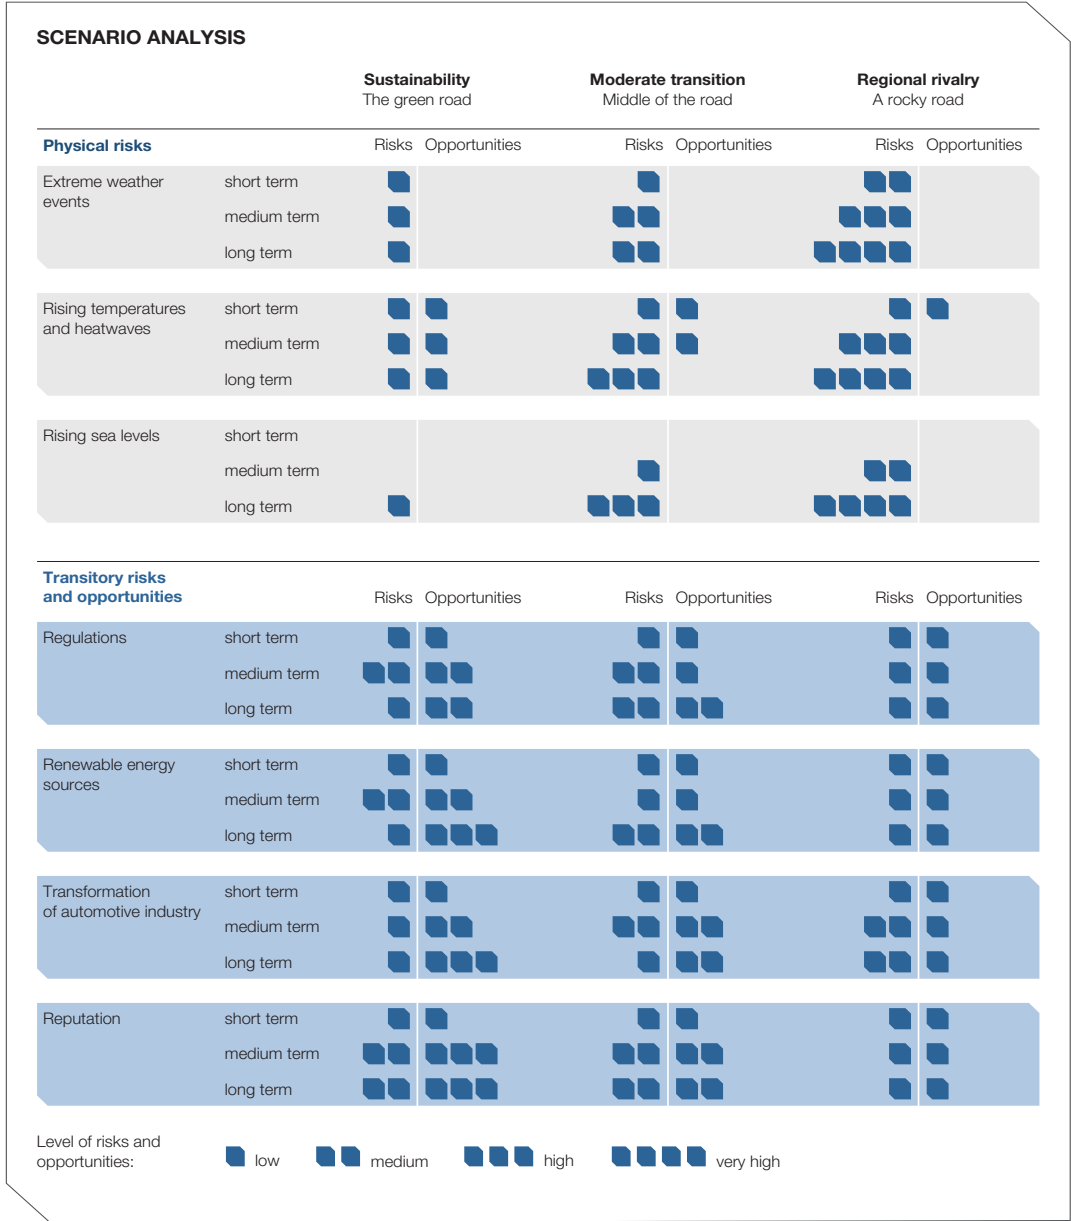 SCENARIO ANALYSIS
Sustainability Moderate transition Regional rivalry
The green road Middle of the road A rocky road
Physical risks Risks Opportunities Risks Opportunities Risks Opportunities
Extreme weather short term
events
medium term
long term
Rising temperatures short term
and heatwaves
medium term
long term
Rising sea levels short term
medium term
long term
Transitory risks
and opportunities Risks Opportunities Risks Opportunities Risks Opportunities
Regulations short term
medium term
long term
Renewable energy short term
sources
medium term
long term
Transformation short term
of automotive industry
medium term
long term
Reputation short term
medium term
long term
Level of risks and
opportunities: low medium high very high